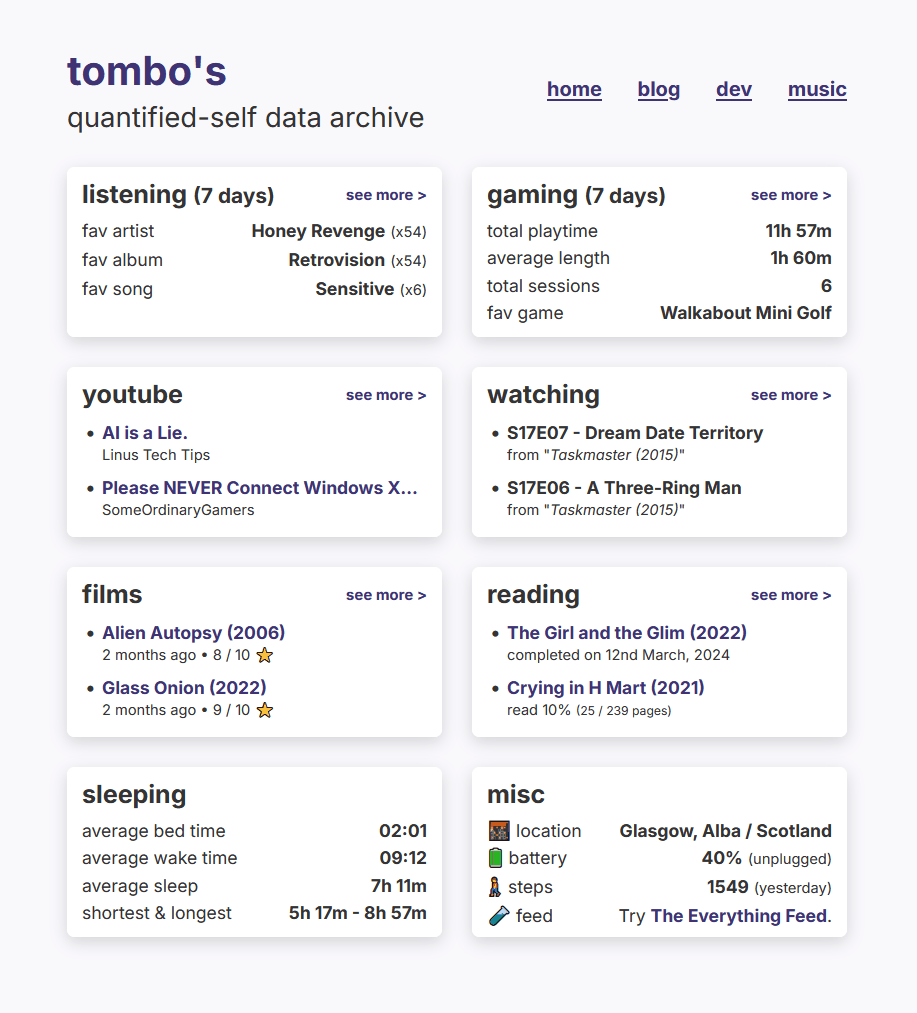 tombo's
quantified-self data archive
home blog dev music
listening (7 days) see more >
fav artist Honey Revenge (x54)
fav album Retrovision (x54)
fav song Sensitive (x6)
gaming (7 days) see more >
total playtime 11h 57m
average length 1h 60m
total sessions 6
fav game Walkabout Mini Golf
youtube see more >
• AI is a Lie.
Linus Tech Tips
• Please NEVER Connect Windows X...
SomeOrdinaryGamers
watching see more >
• S17E07 - Dream Date Territory
from "Taskmaster (2015)"
• S17E06 - A Three-Ring Man
from "Taskmaster (2015)"
films see more >
• Alien Autopsy (2006)
2 months ago • 8 / 10 ⭐
• Glass Onion (2022)
2 months ago • 9 / 10 ⭐
reading see more >
• The Girl and the Glim (2022)
completed on 12nd March, 2024
• Crying in H Mart (2021)
read 10% (25 / 239 pages)
sleeping
average bed time 02:01
average wake time 09:12
average sleep 7h 11m
shortest & longest 5h 17m - 8h 57m
misc
location Glasgow, Alba / Scotland
battery 40% (unplugged)
steps 1549 (yesterday)
feed Try The Everything Feed.